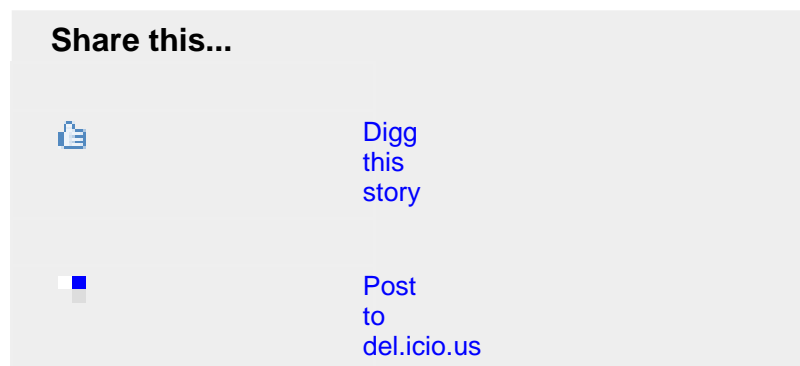 Share this...
Digg
this
story
Post
to
del.icio.us